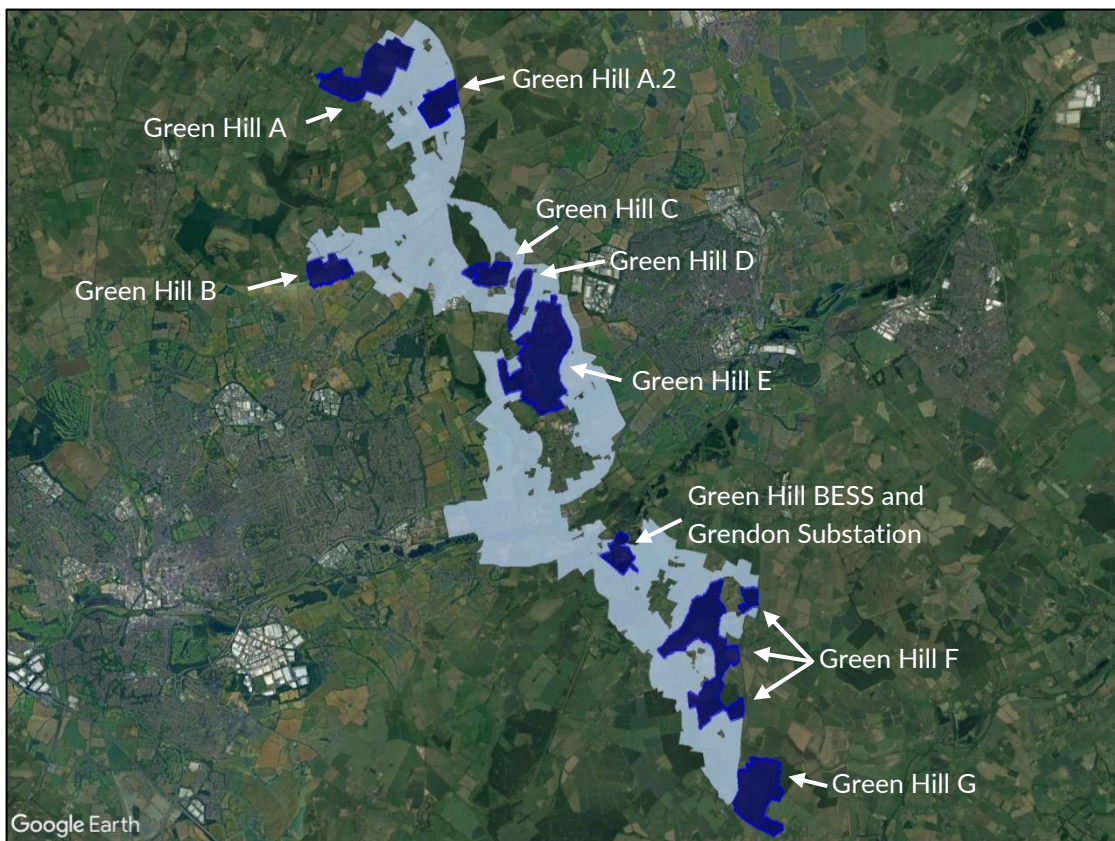 Green Hill A.2
Green Hill A
Green Hill C
Green Hill D
Green Hill B
Green Hill E
Green Hill BESS and
Grendon Substation
Green Hill F
Green Hill G
Google Earth